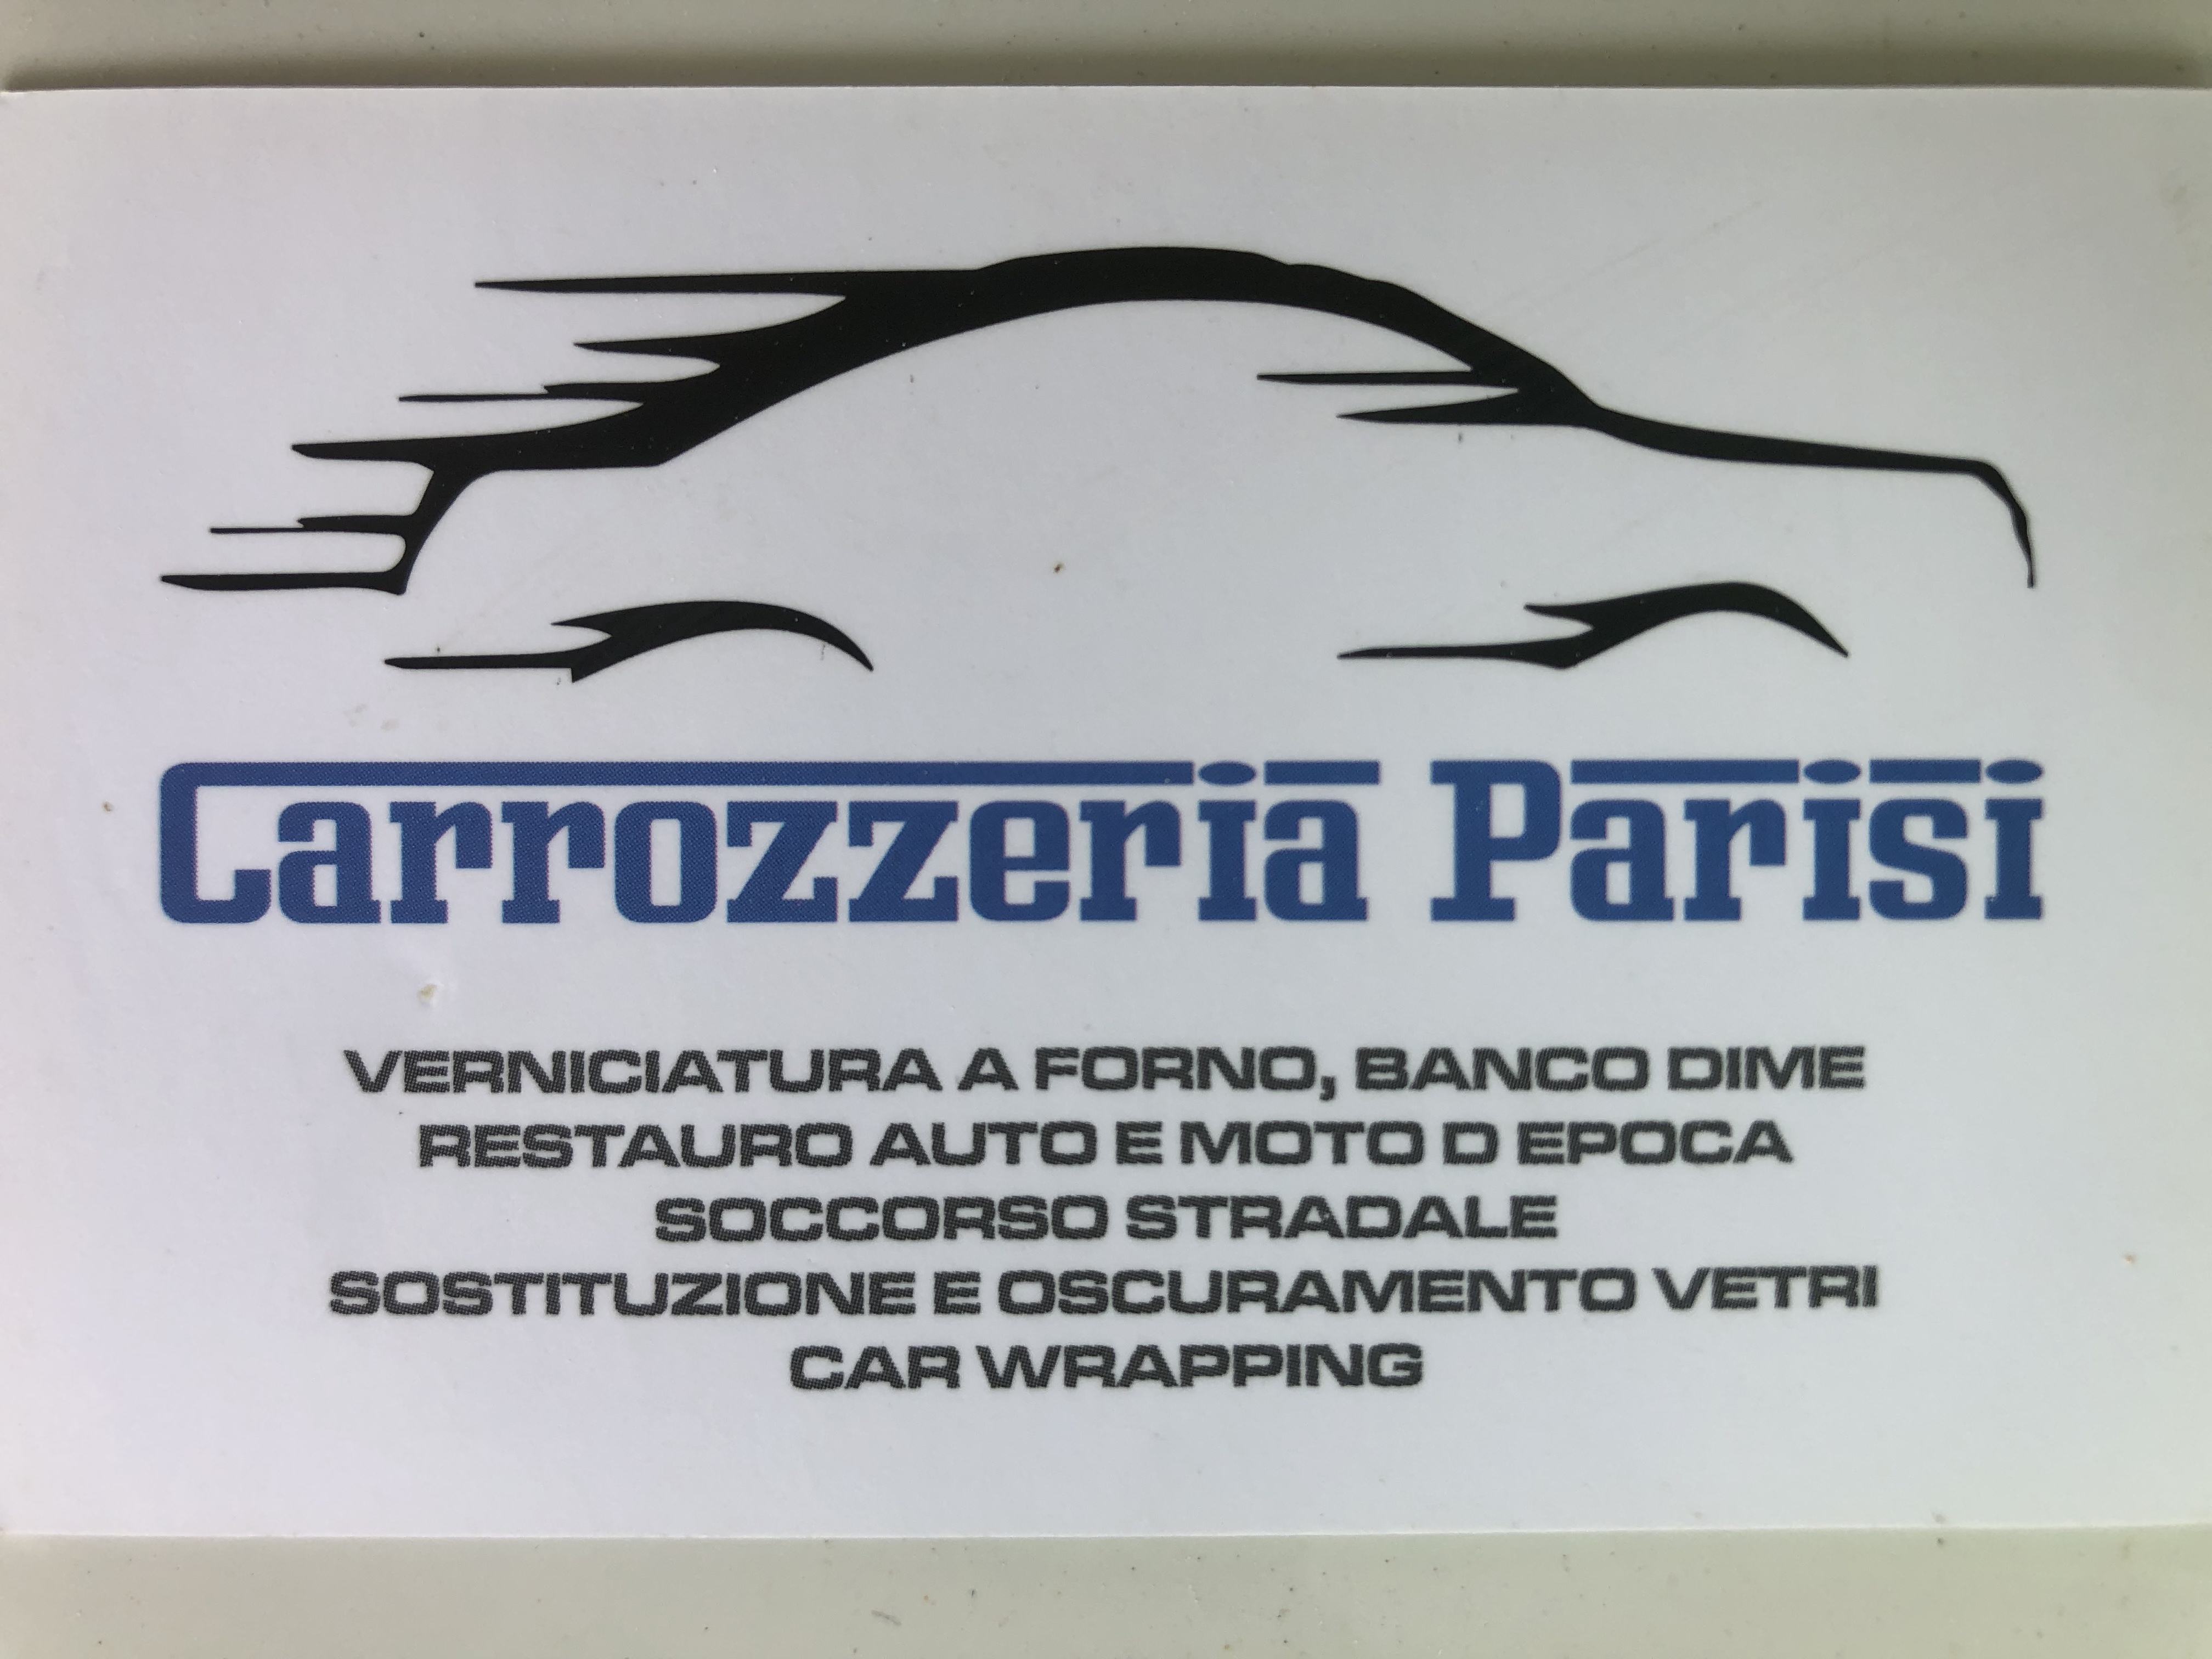 Carrozzeria Parisi
VERNICIATURA A FORNO, BANCO DIME
RESTAURO AUTO E MOTO D EPOCA
SOCCORSO STRADALE
SOSTITUZIONE E OSCURAMENTO VETRI
CAR WRAPPING